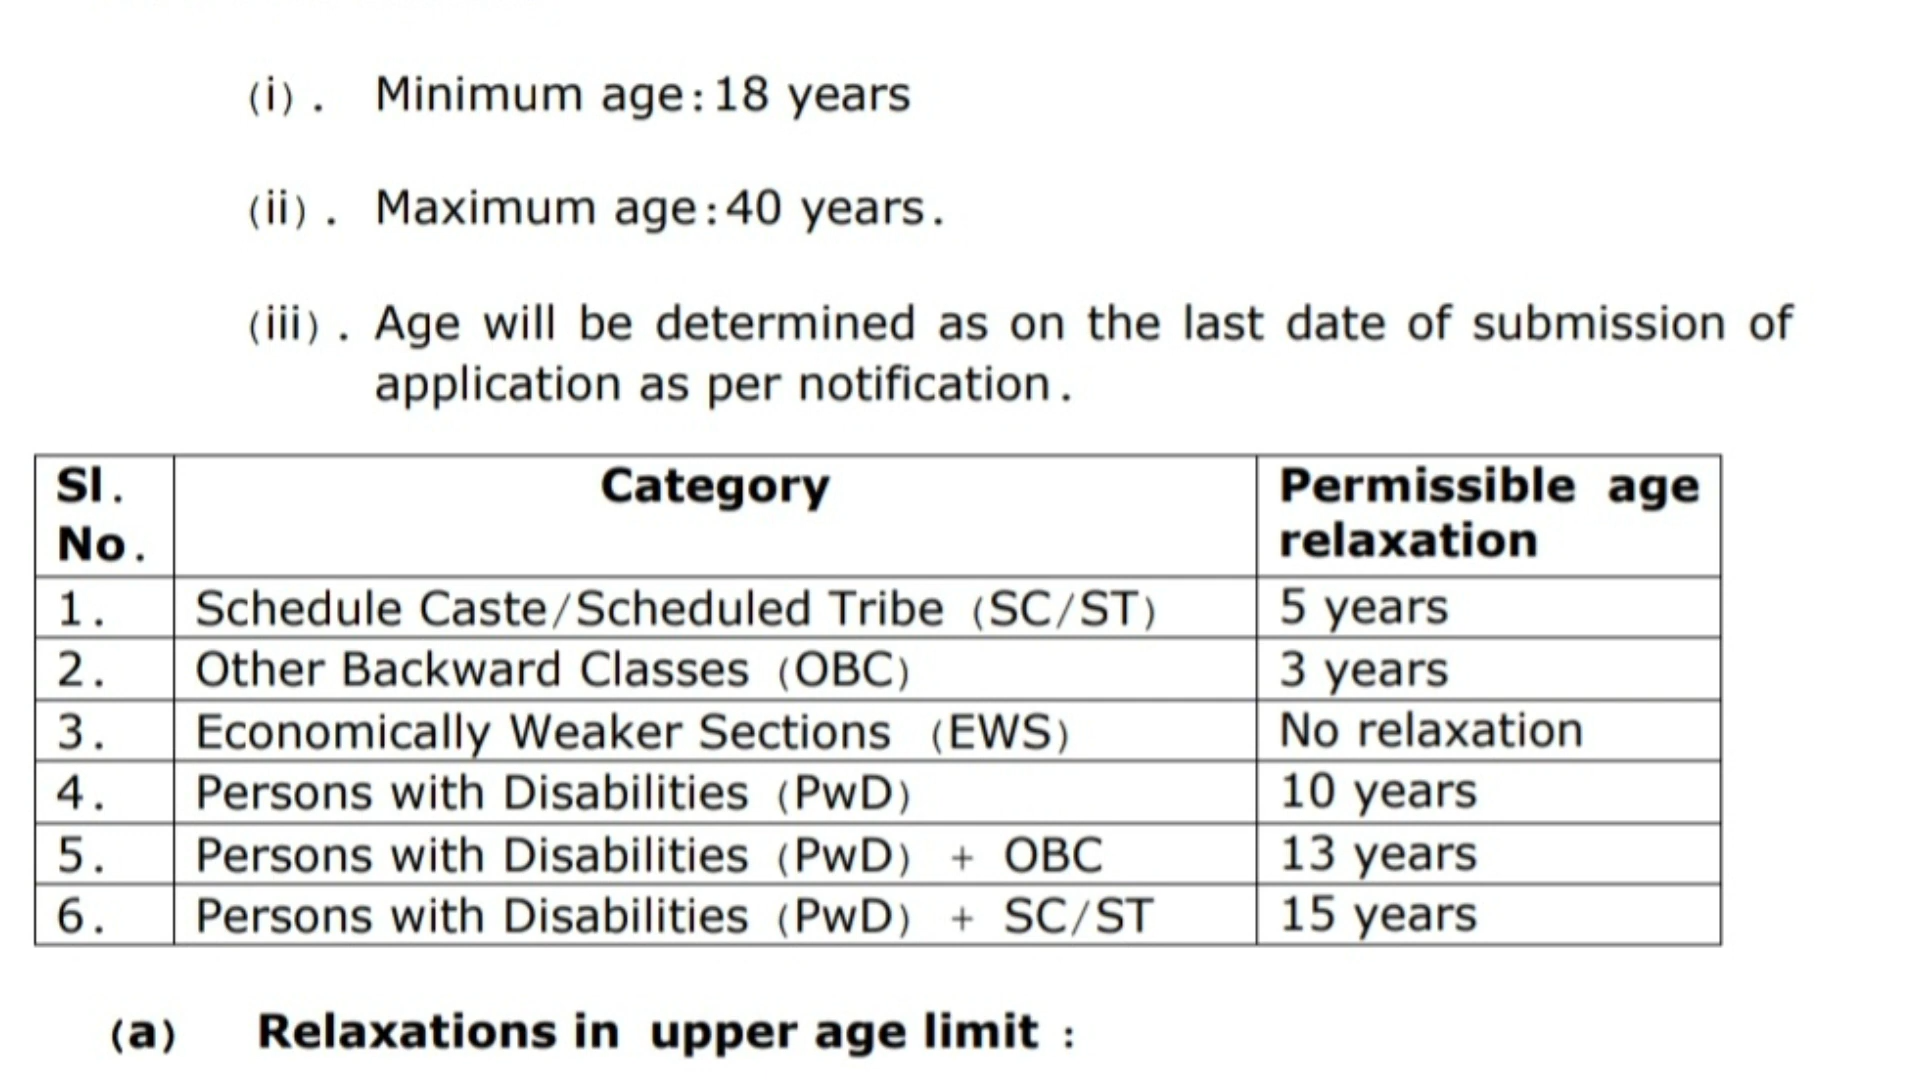 (i). Minimum age:18 years
(ii). Maximum age:40 years.
(iii). Age will be determined as on the last date of submission of
application as per notification.
Sl. No. Category Permissible age relaxation
1. Schedule Caste/Scheduled Tribe (SC/ST) 5 years
2. Other Backward Classes (OBC) 3 years
3. Economically Weaker Sections (EWS) No relaxation
4. Persons with Disabilities (PwD) 10 years
5. Persons with Disabilities (PwD) + OBC 13 years
6. Persons with Disabilities (PwD) + SC/ST 15 years
(a) Relaxations in upper age limit :